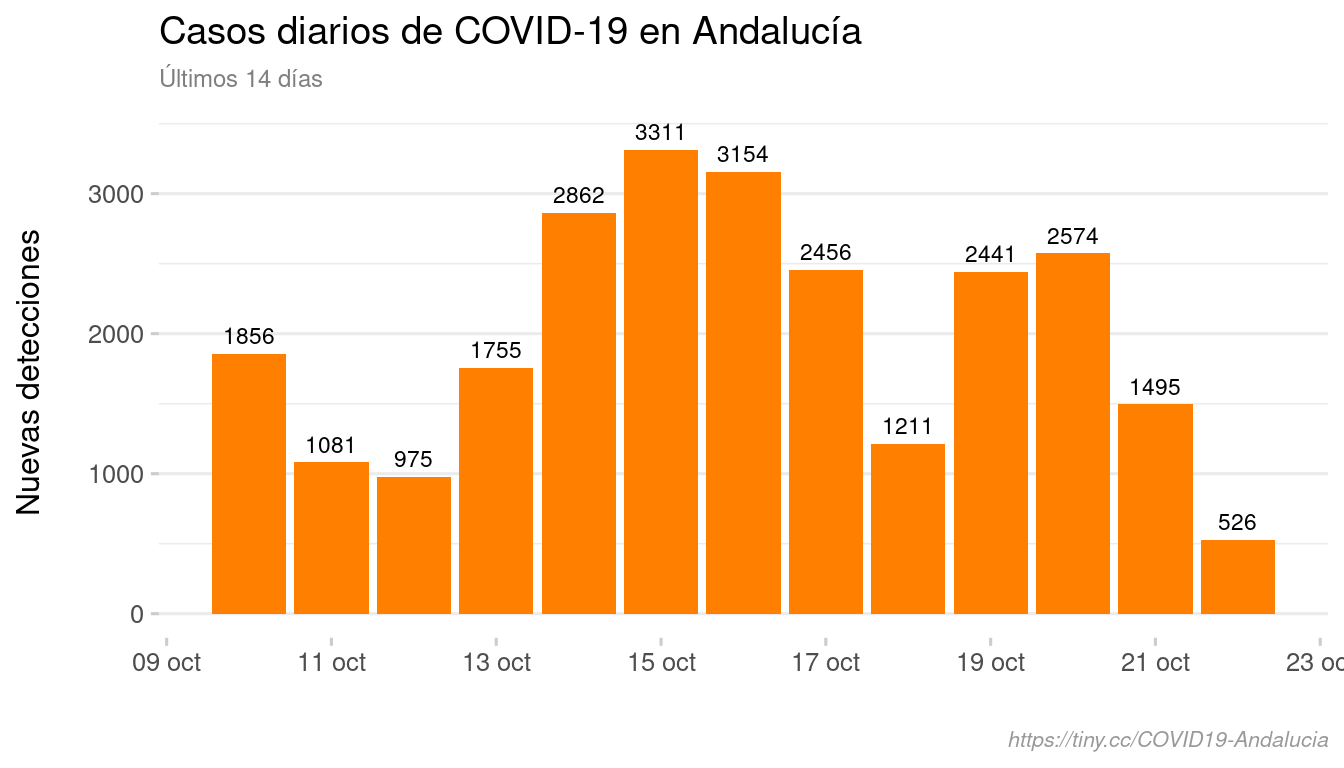 Casos diarios de COVID-19 en Andalucía
Últimos 14 días
Nuevas detecciones
3000
2000
1000
0
1856
1081
975
1755
2862
3311
3154
2456
1211
2441
2574
1495
526
09 oct
11 oct
13 oct
15 oct
17 oct
19 oct
21 oct
23 oc
https://tiny.cc/COVID19-Andalucia